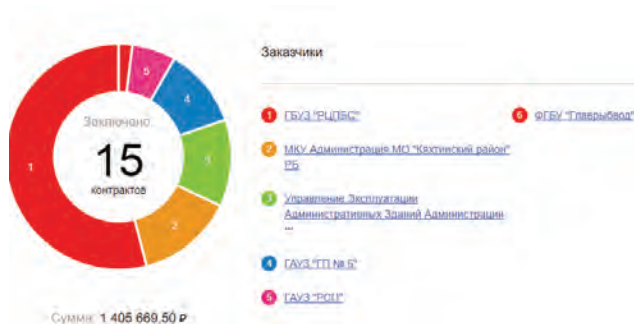 Заказчики
Заключено
15
контрактов
1
2
3
4
5
1 ГБУЗ "РЦПБС"
2 МКУ Администрация МО "Кяхтинский район"
РБ
3 Управление Эксплуатации
Административных Зданий Администрации
...
4 ГАУЗ "ГП № 5"
5 ГАУЗ "РСП"
6 ФГБУ "Главрыбвод"
Сумма: 1 405 669,50 ₽